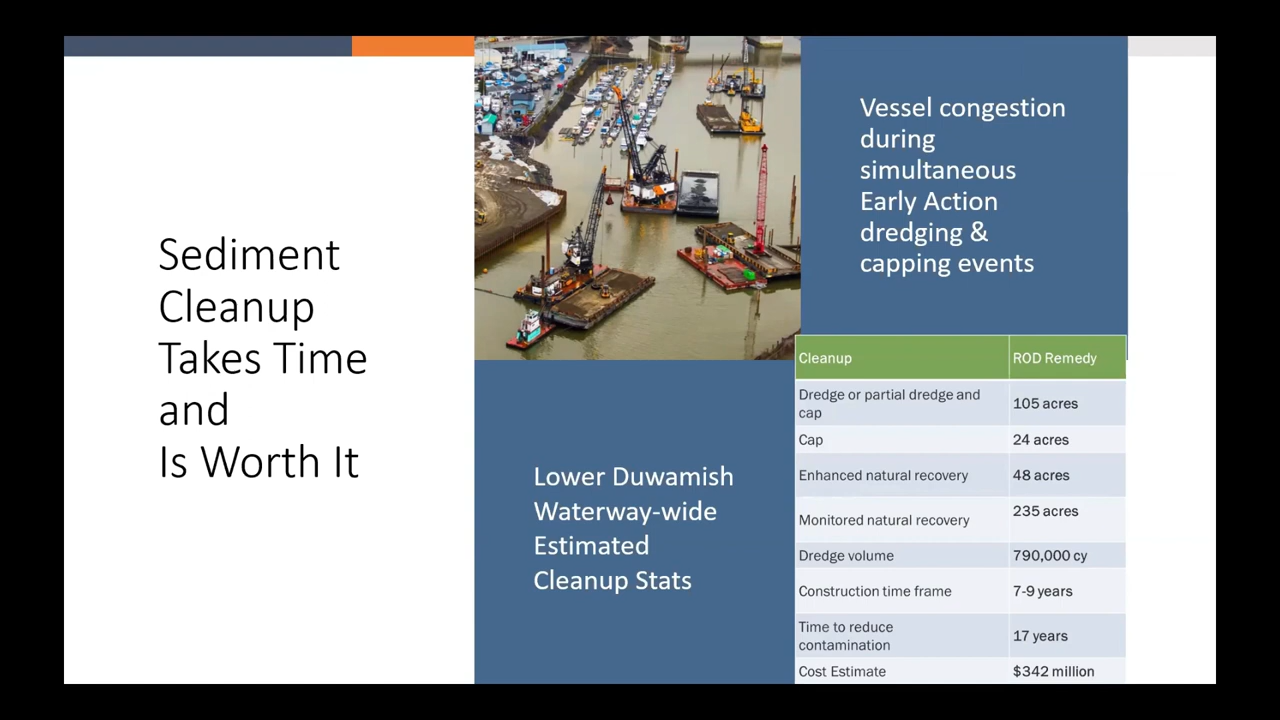 Sediment
Cleanup
Takes Time
and
Is Worth It
Vessel congestion
during
simultaneous
Early Action
dredging &
capping events
Lower Duwamish
Waterway-wide
Estimated
Cleanup Stats
Cleanup ROD Remedy
Dredge or partial dredge and
cap 105 acres
Cap 24 acres
Enhanced natural recovery 48 acres
Monitored natural recovery 235 acres
Dredge volume 790,000 cy
Construction time frame 7-9 years
Time to reduce
contamination 17 years
Cost Estimate $342 million